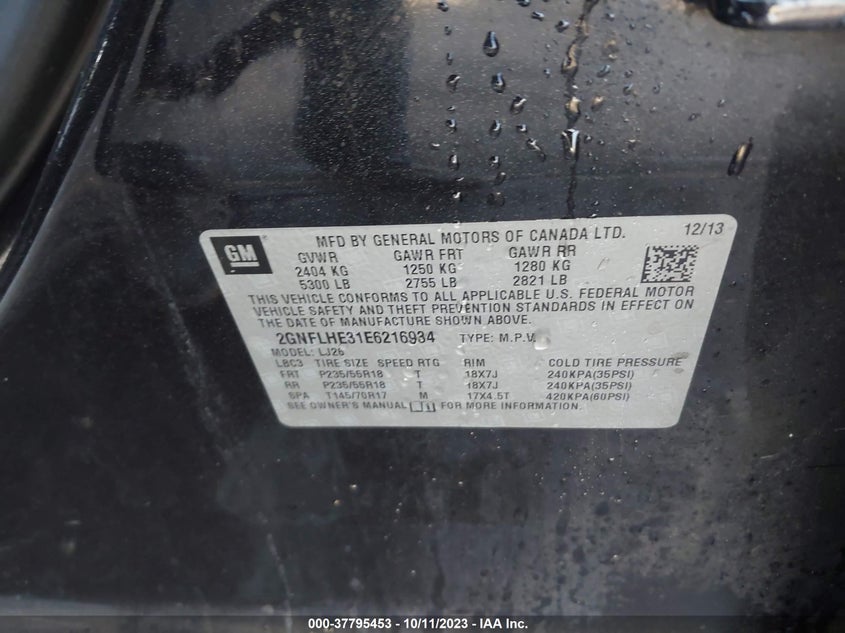 GM
MFD BY GENERAL MOTORS OF CANADA LTD. 12/13
GVWR GAWR FRT GAWR RR
2404 KG 1250 KG 1280 KG
5300 LB 2755 LB 2821 LB
THIS VEHICLE CONFORMS TO ALL APPLICABLE U.S. FEDERAL MOTOR
VEHICLE SAFETY AND THEFT PREVENTION STANDARDS IN EFFECT ON
THE DATE OF MANUFACTURE SHOWN ABOVE.
2GNFLHE31E6216934 TYPE: M.P.V.
MODEL: LJ26
L8C3 TIRE SIZE SPEED RTG RIM COLD TIRE PRESSURE
FRT P235/55R18 T 18X7J 240KPA(35PSI)
RR P235/55R18 T 18X7J 240KPA(35PSI)
SPA T145/70R17 M 17X4.5T 420KPA(60PSI)
SEE OWNER'S MANUAL FOR MORE INFORMATION
000-37795453 - 10/11/2023 - IAA Inc.